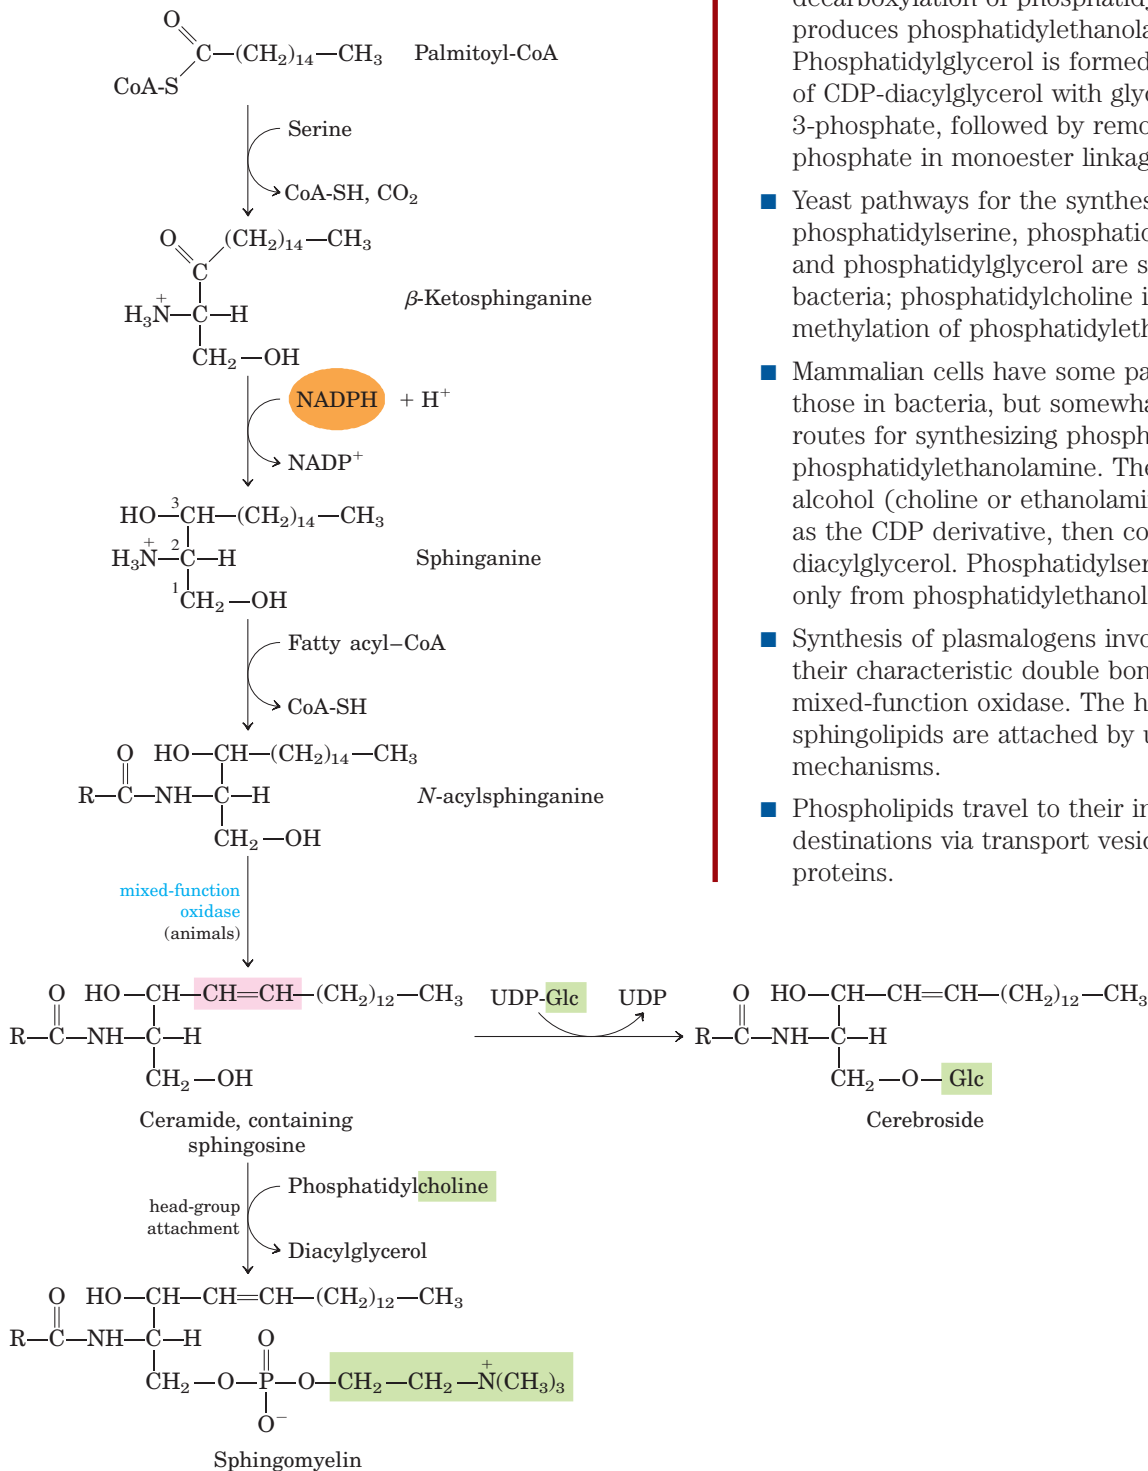 O
C—(CH₂)₁₄—CH₃ Palmitoyl-CoA
CoA-S
Serine
CoA-SH, CO₂
O (CH₂)₁₄—CH₃
C
H₃N⁺—C—H β-Ketosphinganine
CH₂—OH
NADPH + H⁺
NADP⁺
HO—³CH—(CH₂)₁₄—CH₃
H₃N⁺—²C—H Sphinganine
¹CH₂—OH
Fatty acyl–CoA
CoA-SH
O HO—CH—(CH₂)₁₄—CH₃
R—C—NH—C—H N-acylsphinganine
CH₂—OH
mixed-function
oxidase
(animals)
O HO—CH—CH=CH—(CH₂)₁₂—CH₃
R—C—NH—C—H
CH₂—OH
Ceramide, containing
sphingosine
UDP-Glc UDP
O HO—CH—CH=CH—(CH₂)₁₂—CH₃
R—C—NH—C—H
CH₂—O—Glc
Cerebroside
Phosphatidylcholine
head-group
attachment
Diacylglycerol
O HO—CH—CH=CH—(CH₂)₁₂—CH₃
R—C—NH—C—H O
CH₂—O—P—O—CH₂—CH₂—N⁺(CH₃)₃
O⁻
Sphingomyelin
decarboxylation of phosphatidy
produces phosphatidylethanola
Phosphatidylglycerol is formed
of CDP-diacylglycerol with glyc
3-phosphate, followed by remo
phosphate in monoester linkag
■ Yeast pathways for the synthes
phosphatidylserine, phosphatid
and phosphatidylglycerol are s
bacteria; phosphatidylcholine i
methylation of phosphatidyleth
■ Mammalian cells have some pa
those in bacteria, but somewha
routes for synthesizing phosph
phosphatidylethanolamine. The
alcohol (choline or ethanolamin
as the CDP derivative, then co
diacylglycerol. Phosphatidylser
only from phosphatidylethanol
■ Synthesis of plasmalogens invo
their characteristic double bon
mixed-function oxidase. The h
sphingolipids are attached by u
mechanisms.
■ Phospholipids travel to their in
destinations via transport vesic
proteins.